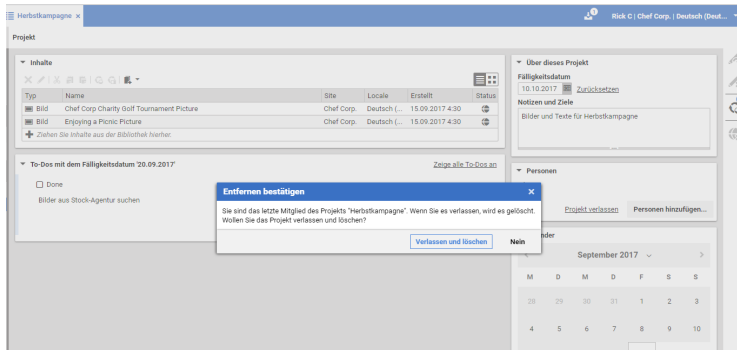 Herbstkampagne ×
1
Rick C | Chef Corp. | Deutsch (Deut...
Projekt
Inhalte
Typ Name Site Locale Erstellt Status
Bild Chef Corp Charity Golf Tournament Picture Chef Corp. Deutsch (... 15.09.2017 4:30
Bild Enjoying a Picnic Picture Chef Corp. Deutsch (... 15.09.2017 4:30
Ziehen Sie Inhalte aus der Bibliothek hierher.
To-Dos mit dem Fälligkeitsdatum '20.09.2017' Zeige alle To-Dos an
Done
Bilder aus Stock-Agentur suchen
Entfernen bestätigen ×
Sie sind das letzte Mitglied des Projekts "Herbstkampagne". Wenn Sie es verlassen, wird es gelöscht.
Wollen Sie das Projekt verlassen und löschen?
Verlassen und löschen Nein
Über dieses Projekt
Fälligkeitsdatum
10.10.2017 Zurücksetzen
Notizen und Ziele
Bilder und Texte für Herbstkampagne
Personen
Projekt verlassen Personen hinzufügen...
nder
< September 2017 >
M D M D F S S
28 29 30 31 1 2 3
4 5 6 7 8 9 10